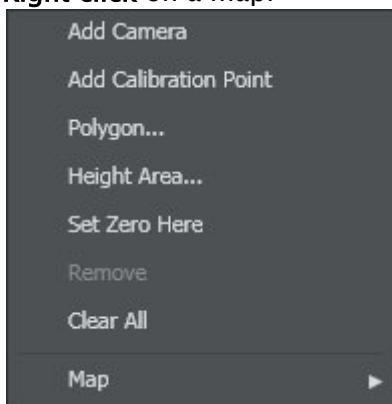 Right click on a map.
Add Camera
Add Calibration Point
Polygon...
Height Area...
Set Zero Here
Remove
Clear All
Map